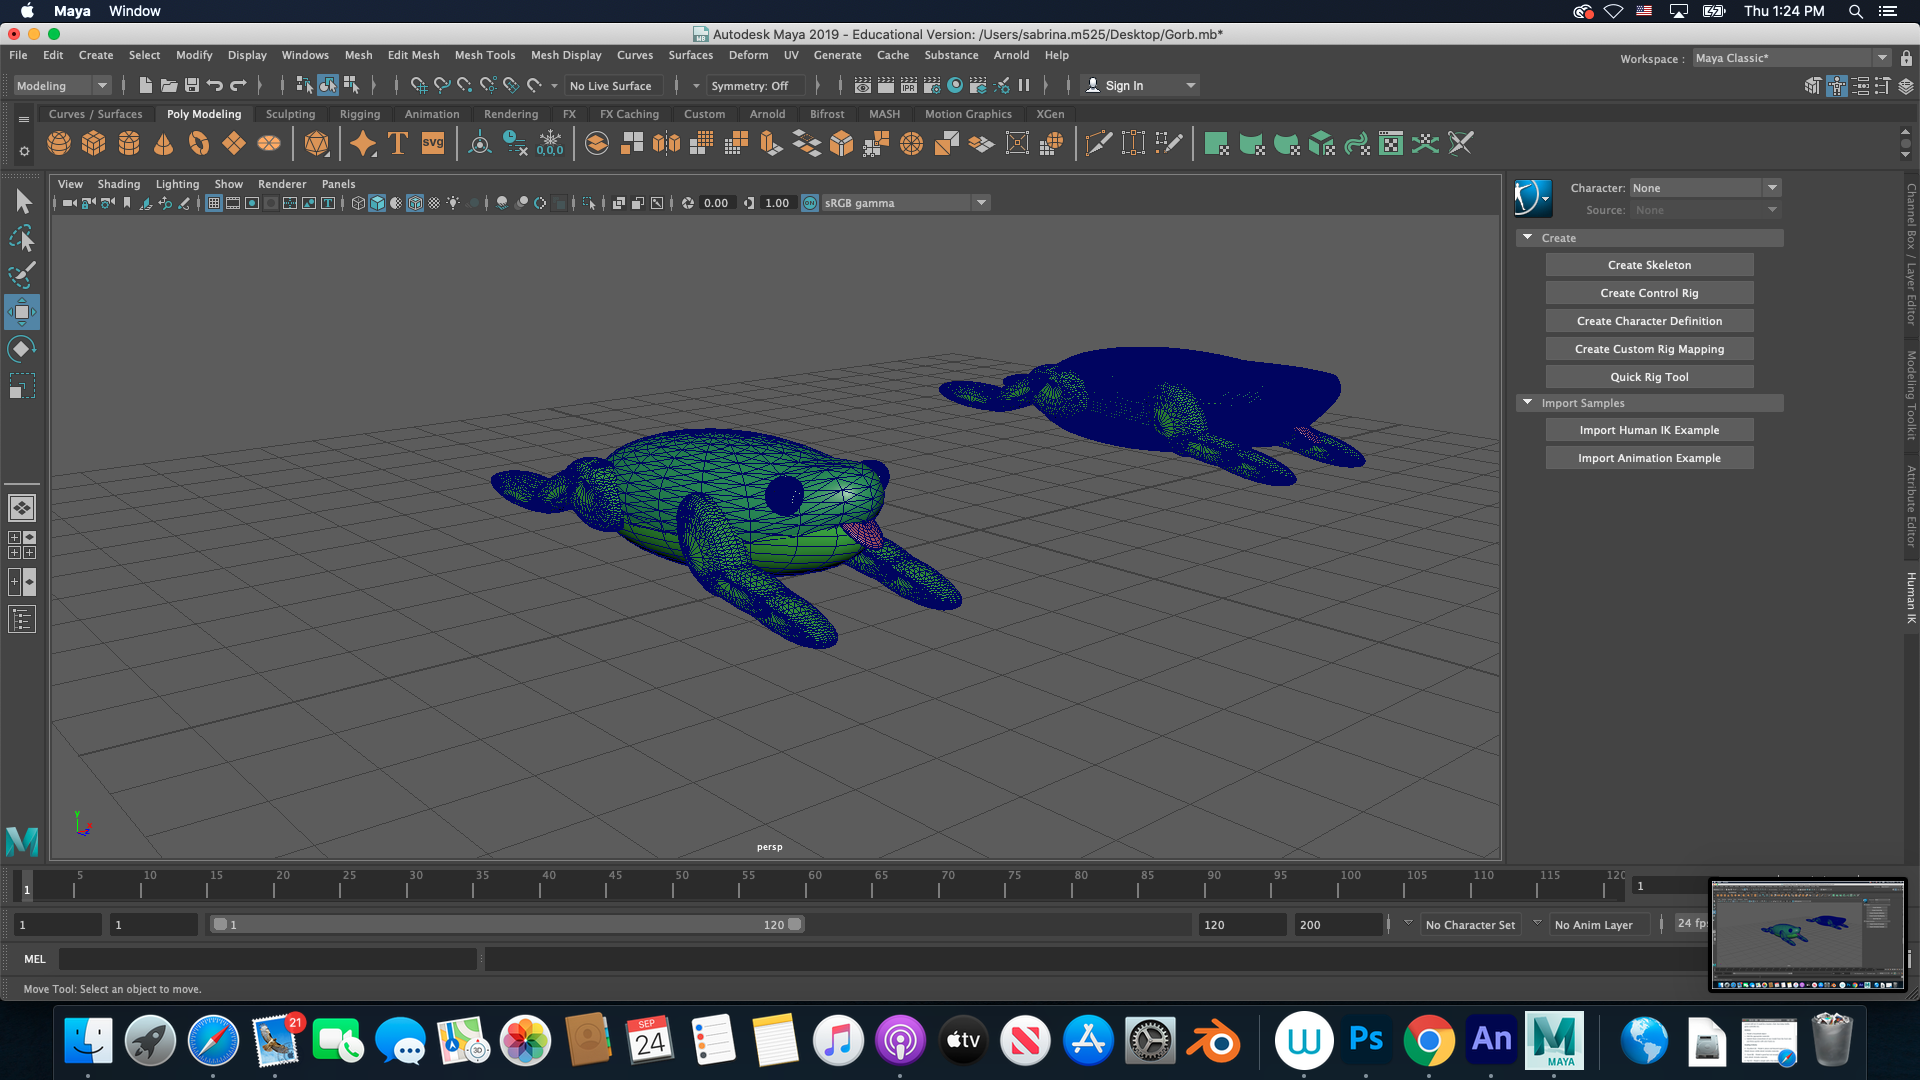 Maya Window Thu 1:24 PM
Autodesk Maya 2019 - Educational Version: /Users/sabrina.m525/Desktop/Gorb.mb*
File Edit Create Select Modify Display Windows Mesh Edit Mesh Mesh Tools Mesh Display Curves Surfaces Deform UV Generate Cache Substance Arnold Help
Workspace : Maya Classic*
Modeling No Live Surface Symmetry: Off IPR Sign In
Curves / Surfaces Poly Modeling Sculpting Rigging Animation Rendering FX FX Caching Custom Arnold Bifrost MASH Motion Graphics XGen
T svg 0,0,0
View Shading Lighting Show Renderer Panels
0.00 1.00 ON sRGB gamma
Character: None
Source: None
Create
Create Skeleton
Create Control Rig
Create Character Definition
Create Custom Rig Mapping
Quick Rig Tool
Import Samples
Import Human IK Example
Import Animation Example
Channel Box / Layer Editor
Modeling Toolkit
Attribute Editor
Human IK
y
z
persp
M
5 10 15 20 25 30 35 40 45 50 55 60 65 70 75 80 85 90 95 100 105 110 115 120
1 1
1 1 1 120 120 200 No Character Set No Anim Layer 24 fp
MEL
Move Tool: Select an object to move.
21
SEP
24
3D
tv
W
Ps
An
M
MAYA